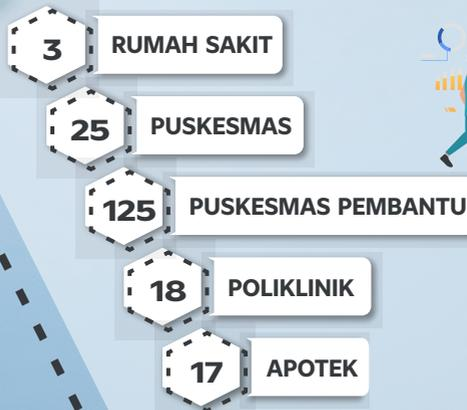 3 RUMAH SAKIT
25 PUSKESMAS
125 PUSKESMAS PEMBANTU
18 POLIKLINIK
17 APOTEK